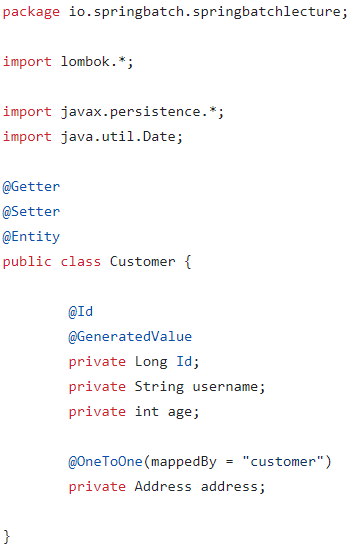 package io.springbatch.springbatchlecture;
import lombok.*;
import javax.persistence.*;
import java.util.Date;
@Getter
@Setter
@Entity
public class Customer {
@Id
@GeneratedValue
private Long Id;
private String username;
private int age;
@OneToOne(mappedBy = "customer")
private Address address;
}